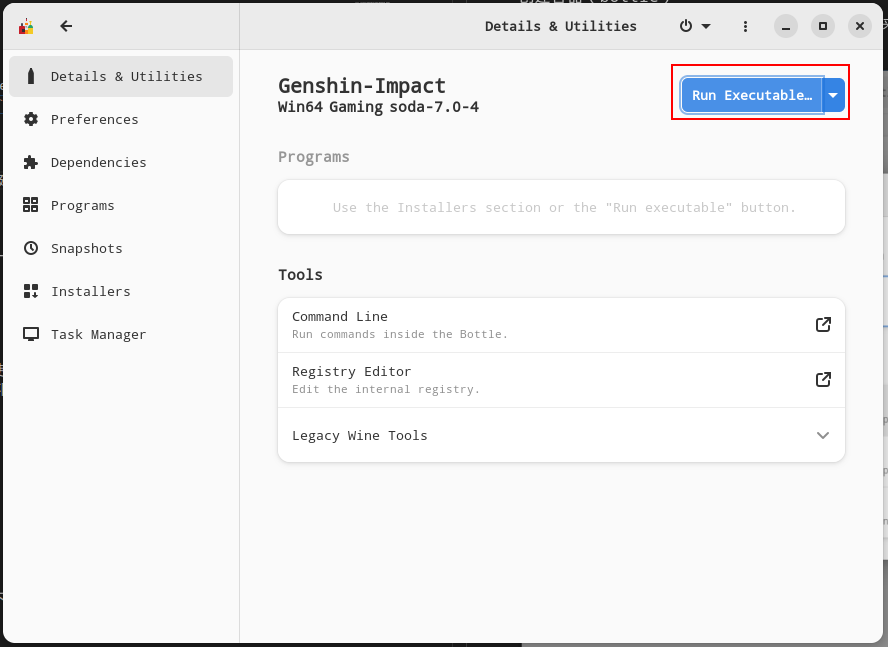 Details & Utilities
Details & Utilities
Preferences
Dependencies
Programs
Snapshots
Installers
Task Manager
Genshin-Impact
Win64 Gaming soda-7.0-4
Run Executable…
Programs
Use the Installers section or the "Run executable" button.
Tools
Command Line
Run commands inside the Bottle.
Registry Editor
Edit the internal registry.
Legacy Wine Tools